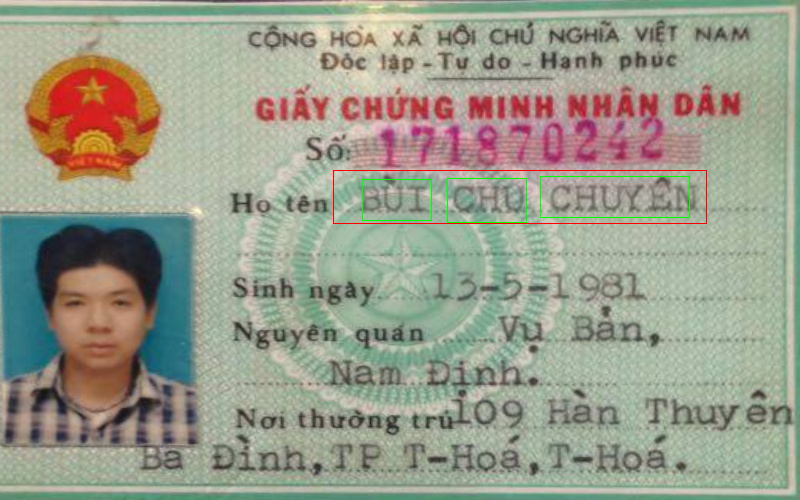 CỘNG HÒA XÃ HỘI CHỦ NGHĨA VIỆT NAM
Độc lập - Tự do - Hạnh phúc
GIẤY CHỨNG MINH NHÂN DÂN
VIỆT NAM
Số: 171870242
Họ tên BÙI CHU CHUYÊN
Sinh ngày 13-5-1981
Nguyên quán Vụ Bản,
Nam Định.
Nơi thường trú 109 Hàn Thuyên
Ba Đình, TP T-Hoá, T-Hoá.